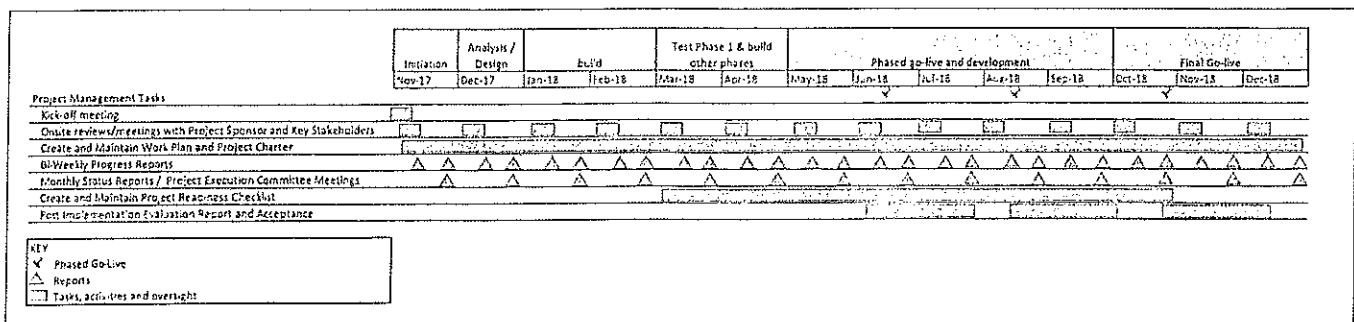 Initiation
Analysis / Design
Build
Test Phase 1 & build other phases
Phased go-live and development
Final Go-live
Nov-17 Dec-17 Jan-18 Feb-18 Mar-18 Apr-18 May-18 Jun-18 Jul-18 Aug-18 Sep-18 Oct-18 Nov-18 Dec-18
Project Management Tasks
Kick-off meeting
Onsite reviews/meetings with Project Sponsor and Key Stakeholders
Create and Maintain Work Plan and Project Charter
Bi-Weekly Progress Reports
Monthly Status Reports / Project Execution Committee Meetings
Create and Maintain Project Readiness Checklist
Post Implementation Evaluation Report and Acceptance
KEY
Phased Go-Live
Reports
Tasks, activities and oversight